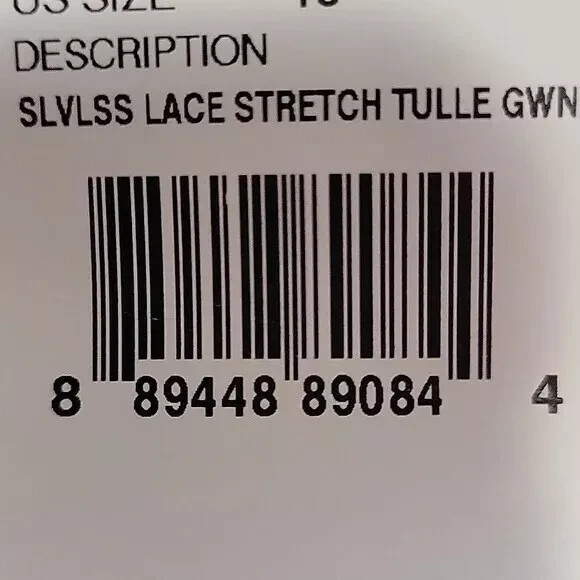 US SIZE
DESCRIPTION
SLVLSS LACE STRETCH TULLE GWN
8 89448 89084 4